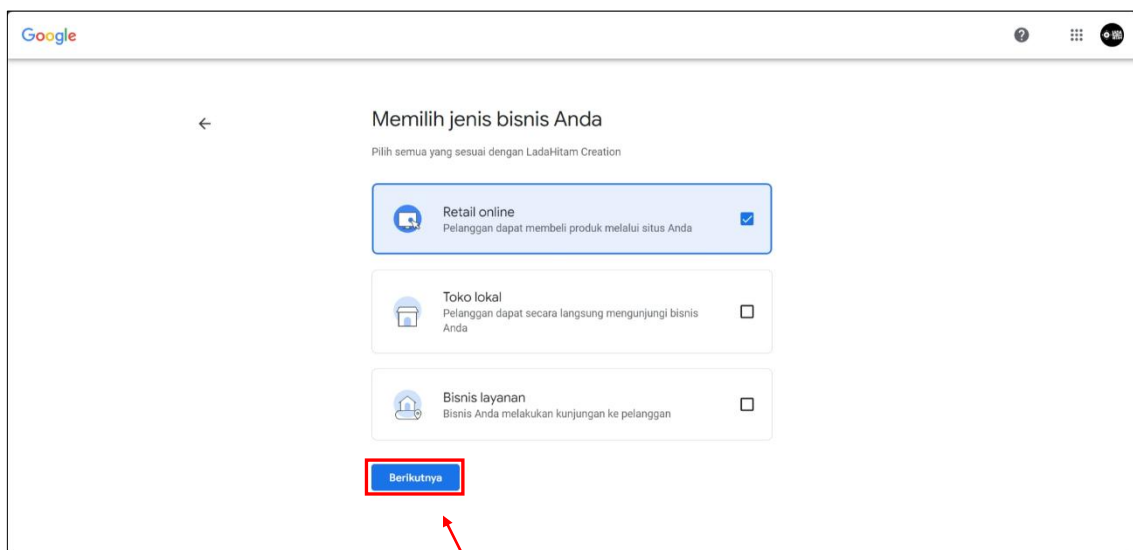 Google
Memilih jenis bisnis Anda
Pilih semua yang sesuai dengan LadaHitam Creation
Retail online
Pelanggan dapat membeli produk melalui situs Anda
Toko lokal
Pelanggan dapat secara langsung mengunjungi bisnis
Anda
Bisnis layanan
Bisnis Anda melakukan kunjungan ke pelanggan
Berikutnya